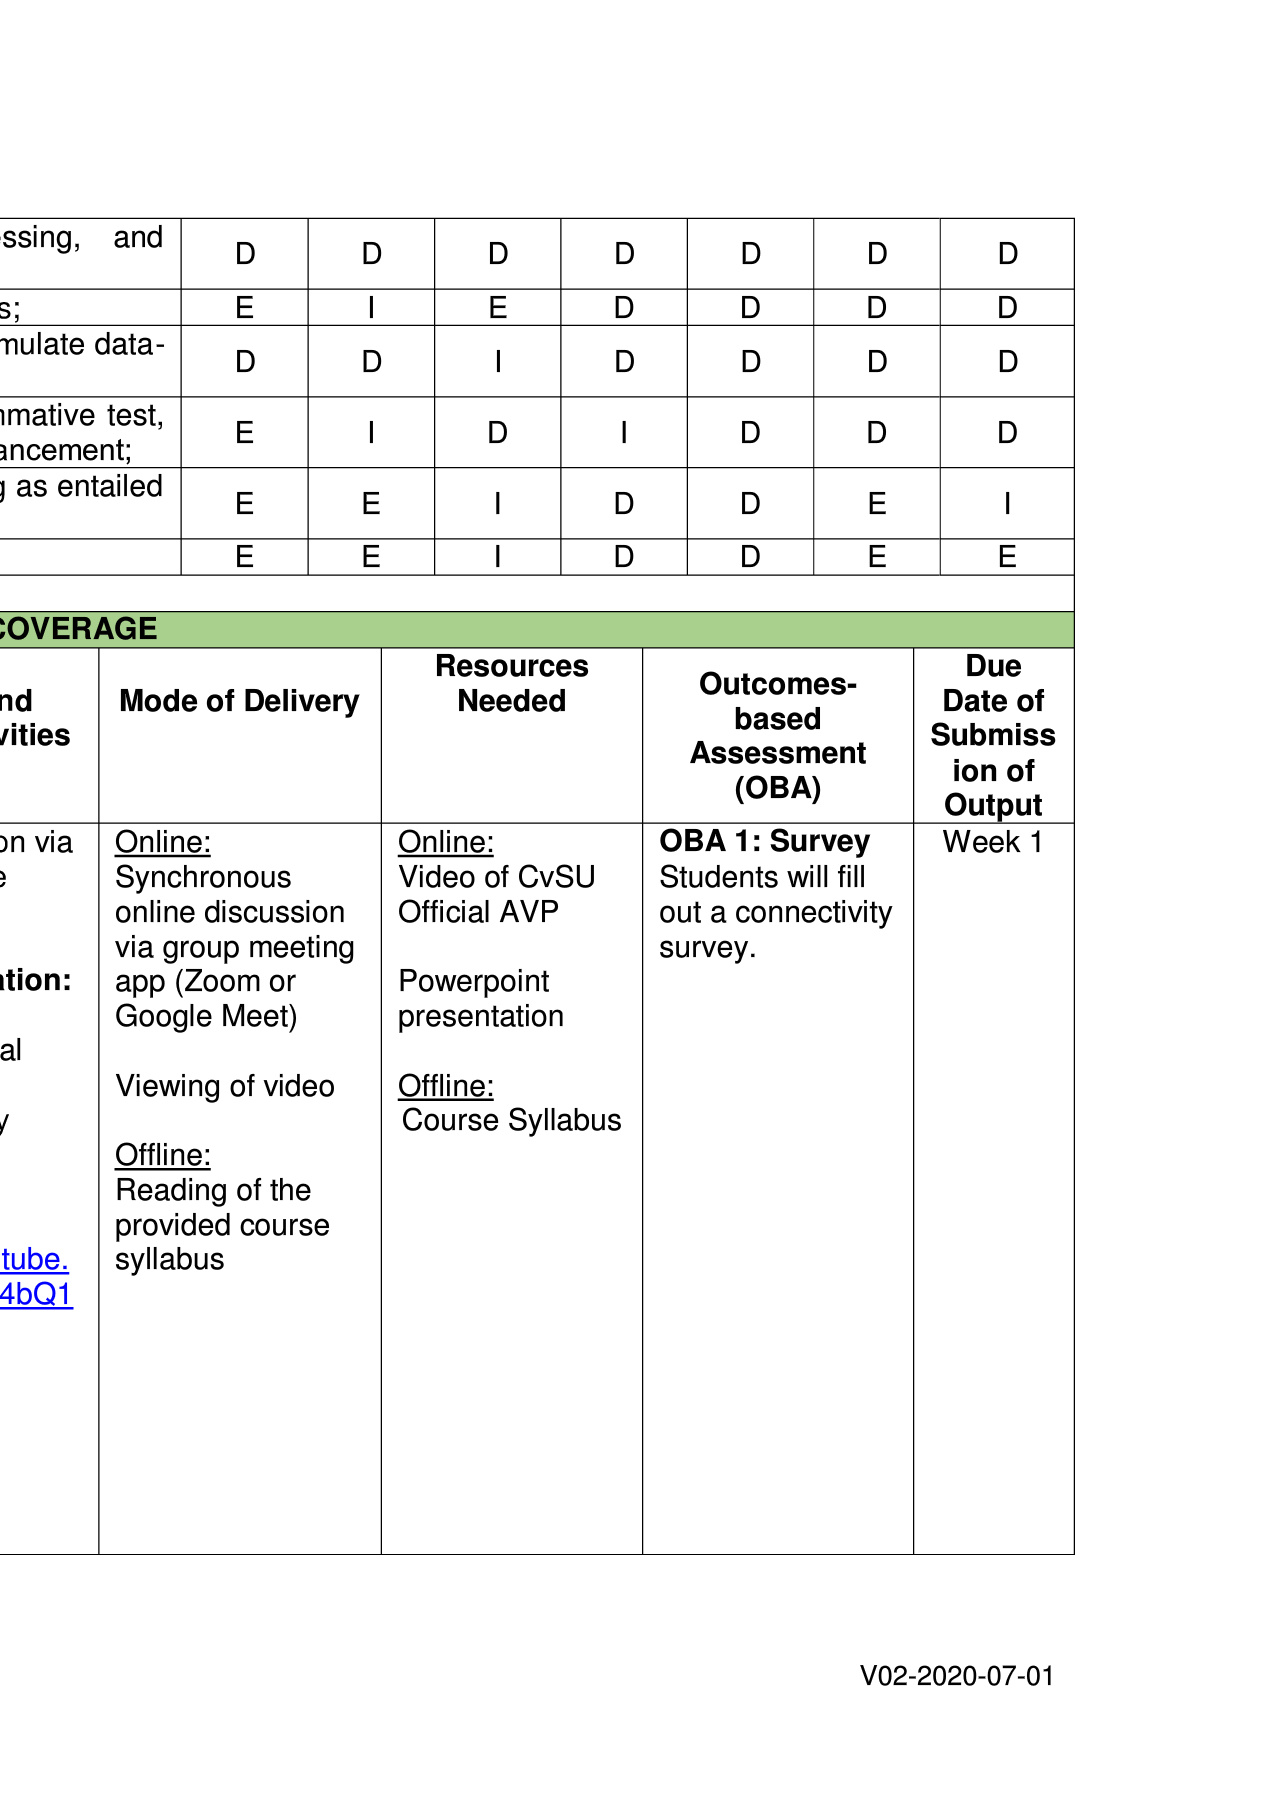 essing, and
D D D D D D D
s;
E I E D D D D
mulate data-
D D I D D D D
mmative test,
ancement;
E I D I D D D
g as entailed
E E I D D E I
E E I D D E E
COVERAGE
nd
vities
Mode of Delivery
Resources
Needed
Outcomes-
based
Assessment
(OBA)
Due
Date of
Submiss
ion of
Output
on via
e
ation:
al
y
tube.
4bQ1
Online:
Synchronous
online discussion
via group meeting
app (Zoom or
Google Meet)
Viewing of video
Offline:
Reading of the
provided course
syllabus
Online:
Video of CvSU
Official AVP
Powerpoint
presentation
Offline:
Course Syllabus
OBA 1: Survey
Students will fill
out a connectivity
survey.
Week 1
V02-2020-07-01